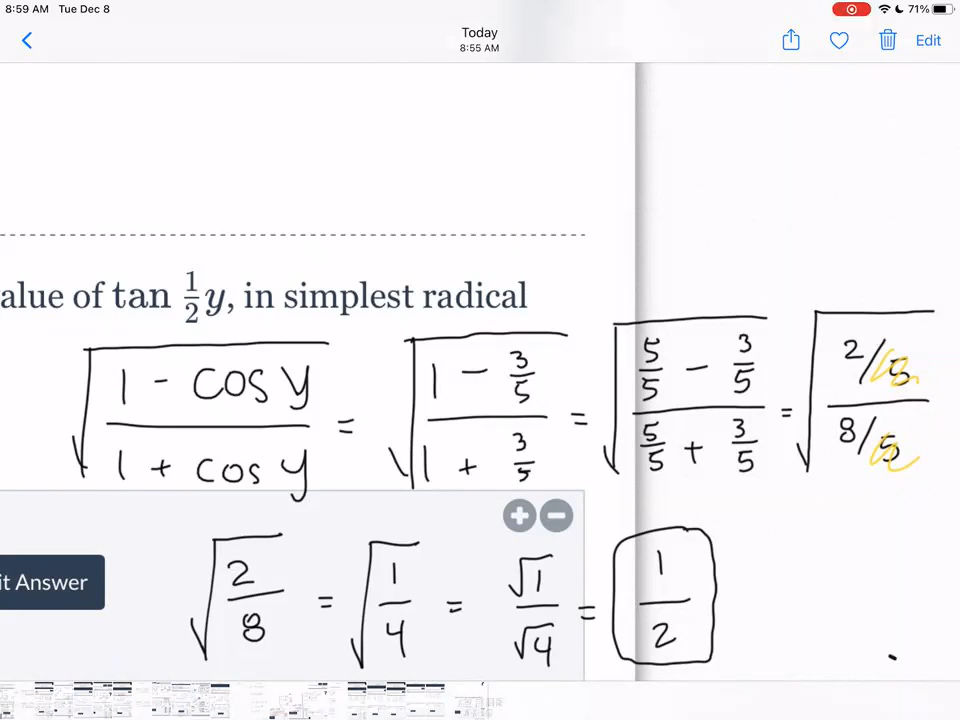 8:59 AM Tue Dec 8
71%
Today
8:55 AM
Edit
alue of tan 1/2 y, in simplest radical
√((1 - cos y)/(1 + cos y)) = √((1 - 3/5)/(1 + 3/5)) = √((5/5 - 3/5)/(5/5 + 3/5)) = √((2/5)/(8/5))
it Answer
√(2/8) = √(1/4) = √1/√4 = 1/2